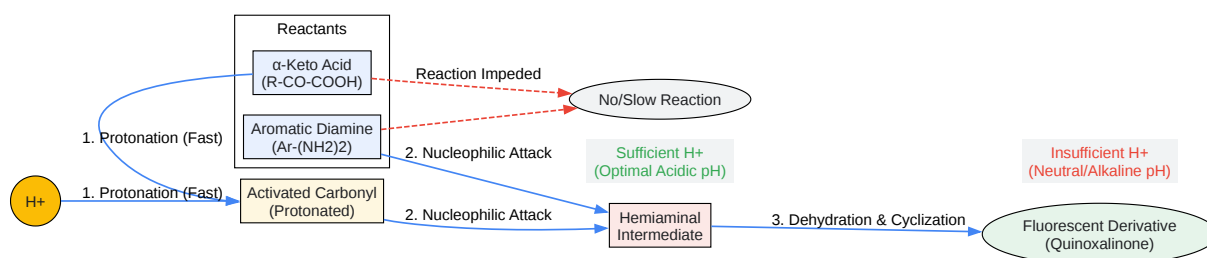 Reactants
α-Keto Acid
(R-CO-COOH)
Reaction Impeded
No/Slow Reaction
1. Protonation (Fast)
Aromatic Diamine
(Ar-(NH2)2)
2. Nucleophilic Attack
Sufficient H+
(Optimal Acidic pH)
Insufficient H+
(Neutral/Alkaline pH)
H+
1. Protonation (Fast)
Activated Carbonyl
(Protonated)
2. Nucleophilic Attack
Hemiaminal
Intermediate
3. Dehydration & Cyclization
Fluorescent Derivative
(Quinoxalinone)